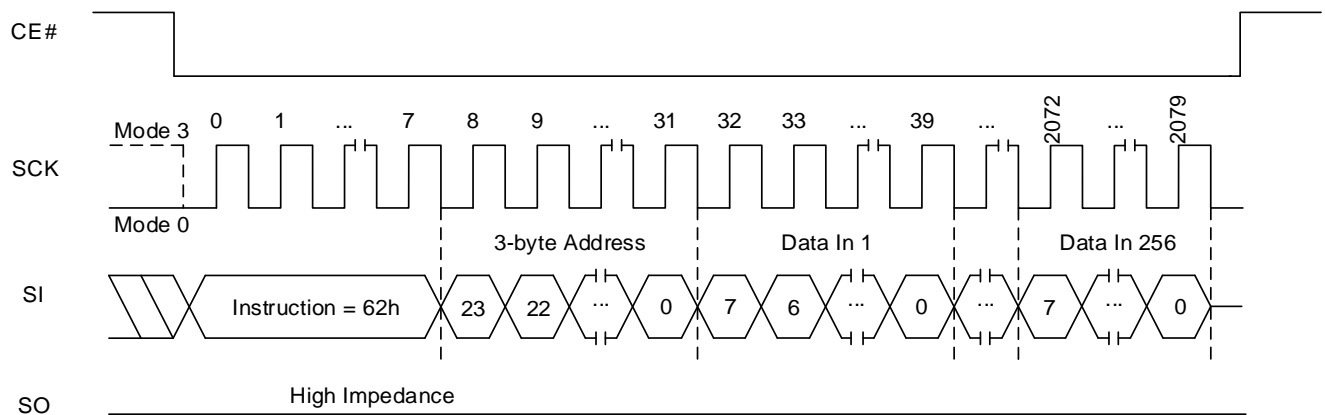 CE#
Mode 3 0 1 ... 7 8 9 ... 31 32 33 ... 39 ... 2072 ... 2079
SCK
Mode 0
3-byte Address Data In 1 Data In 256
SI Instruction = 62h 23 22 ... 0 7 6 ... 0 ... 7 ... 0
High Impedance
SO